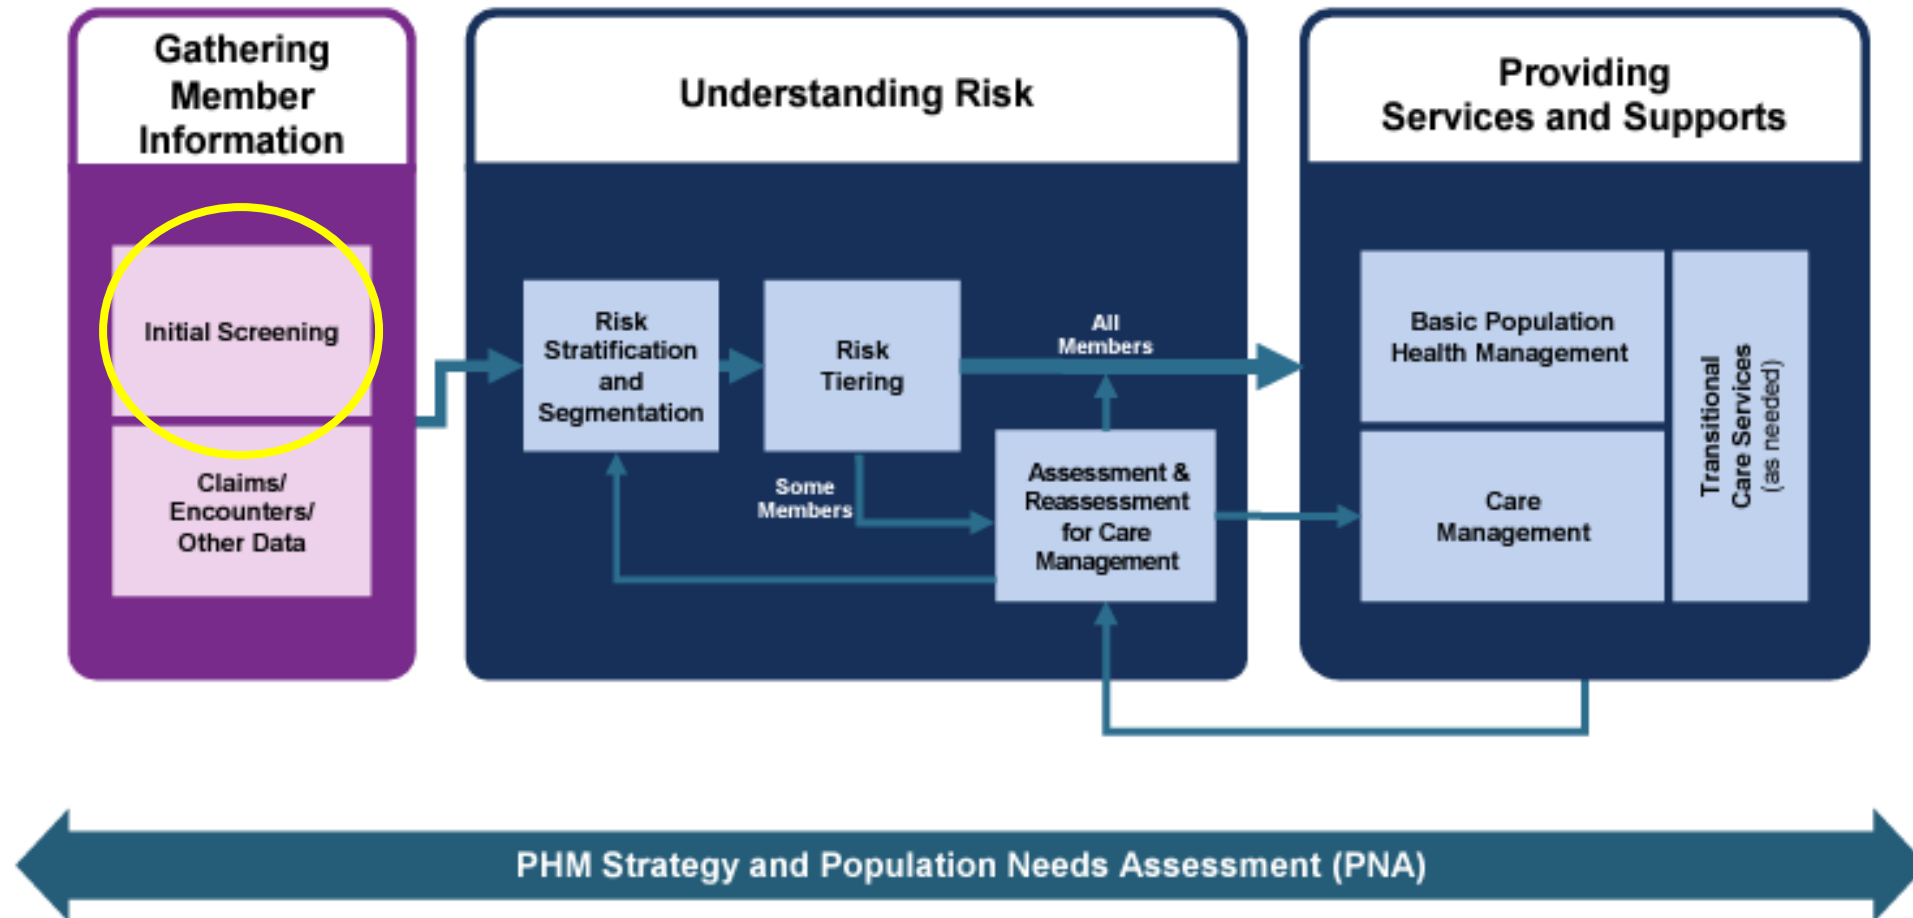 Gathering
Member
Information
Initial Screening
Claims/
Encounters/
Other Data
Understanding Risk
Risk
Stratification
and
Segmentation
Risk
Tiering
All
Members
Some
Members
Assessment &
Reassessment
for Care
Management
Providing
Services and Supports
Basic Population
Health Management
Care
Management
Transitional
Care Services
(as needed)
PHM Strategy and Population Needs Assessment (PNA)